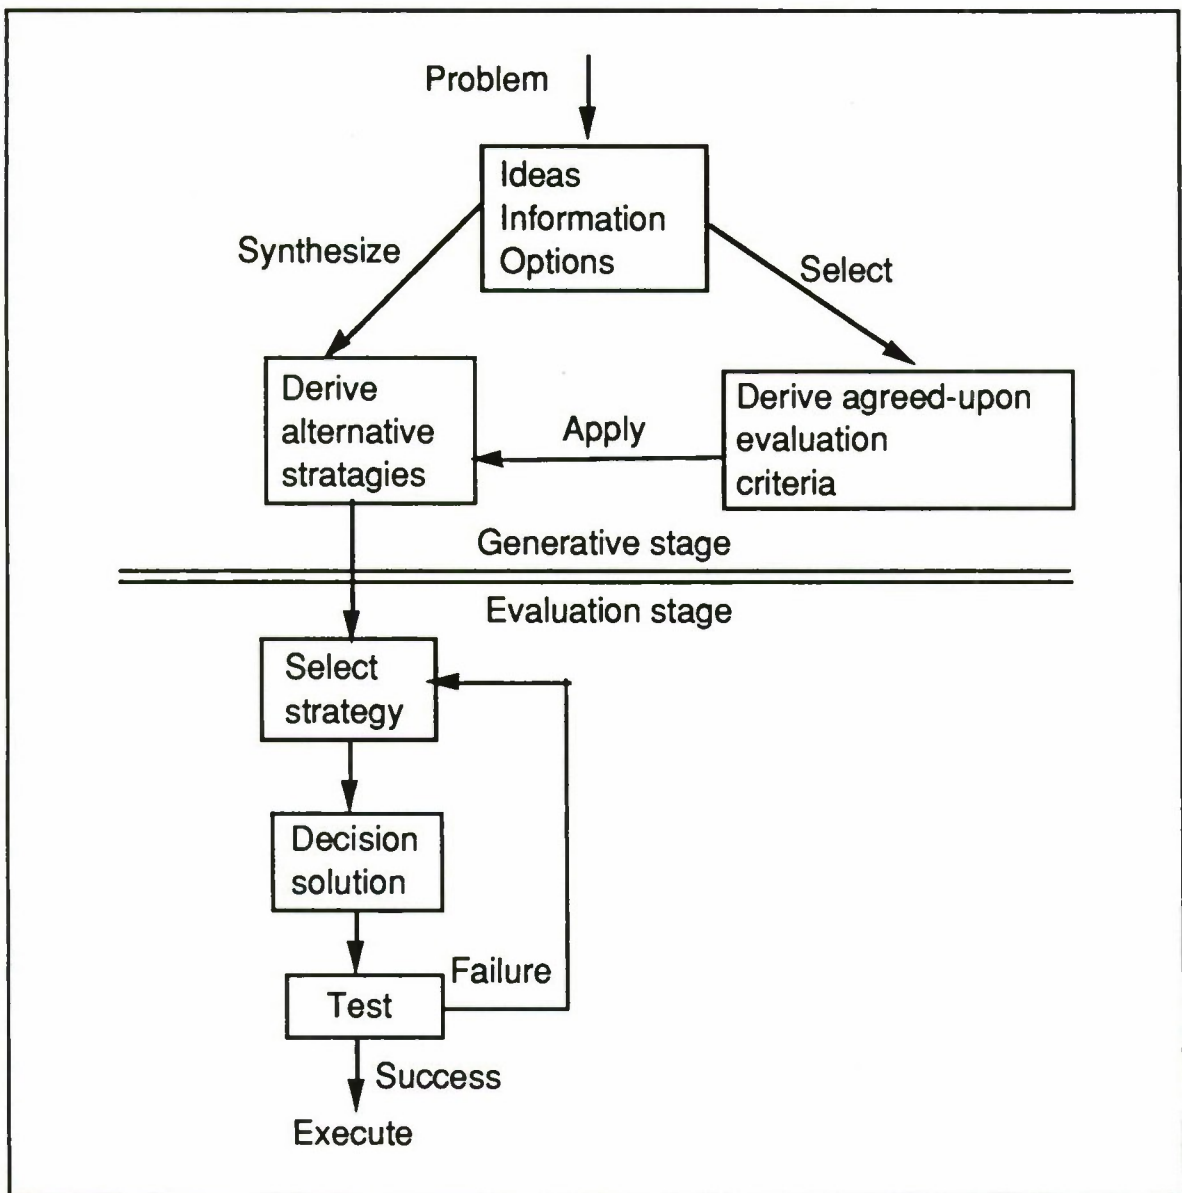 Problem
Ideas
Information
Options
Synthesize
Select
Derive
alternative
stratagies
Apply
Derive agreed-upon
evaluation
criteria
Generative stage
Evaluation stage
Select
strategy
Decision
solution
Failure
Test
Success
Execute